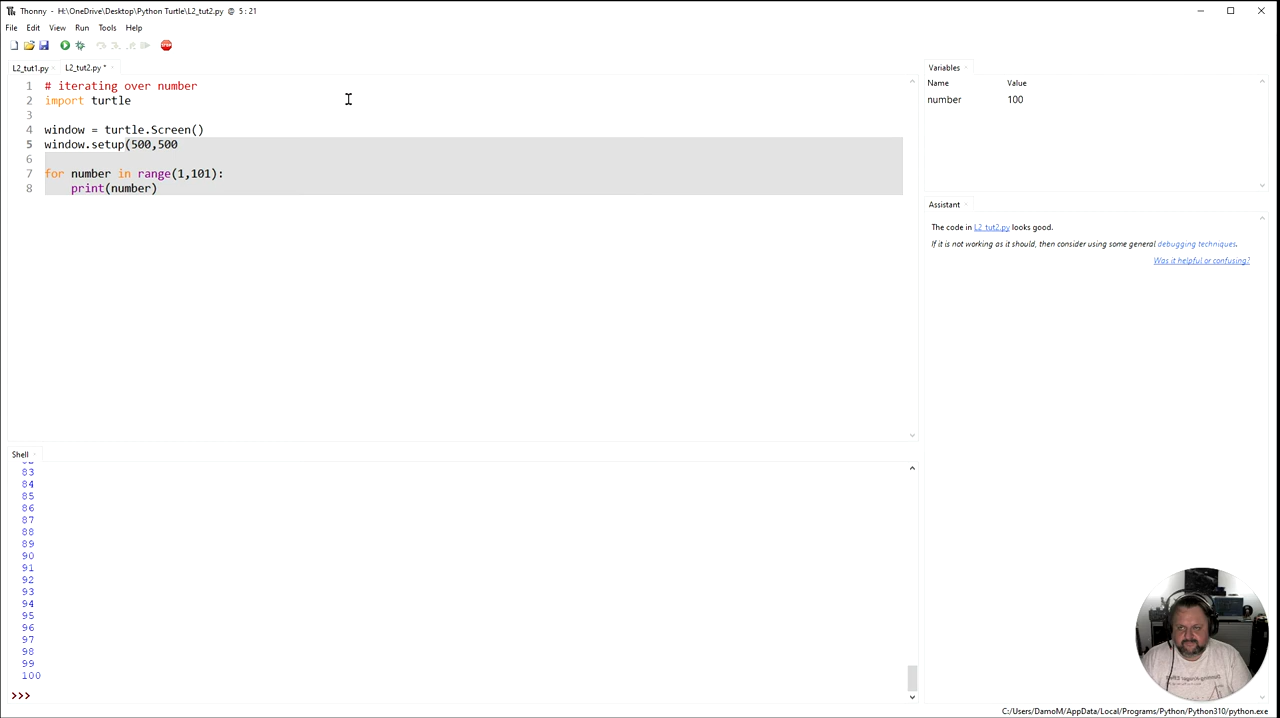 Thonny - H:\OneDrive\Desktop\Python Turtle\L2_tut2.py @ 5 : 21
File Edit View Run Tools Help
L2_tut1.py × L2_tut2.py * ×
1 # iterating over number
2 import turtle
3
4 window = turtle.Screen()
5 window.setup(500,500
6
7 for number in range(1,101):
8     print(number)
Variables ×
Name Value
number 100
Assistant ×
The code in L2_tut2.py looks good.
If it is not working as it should, then consider using some general debugging techniques.
Was it helpful or confusing?
Shell ×
83
84
85
86
87
88
89
90
91
92
93
94
95
96
97
98
99
100
>>>
C:/Users/DamoM/AppData/Local/Programs/Python/Python310/python.exe